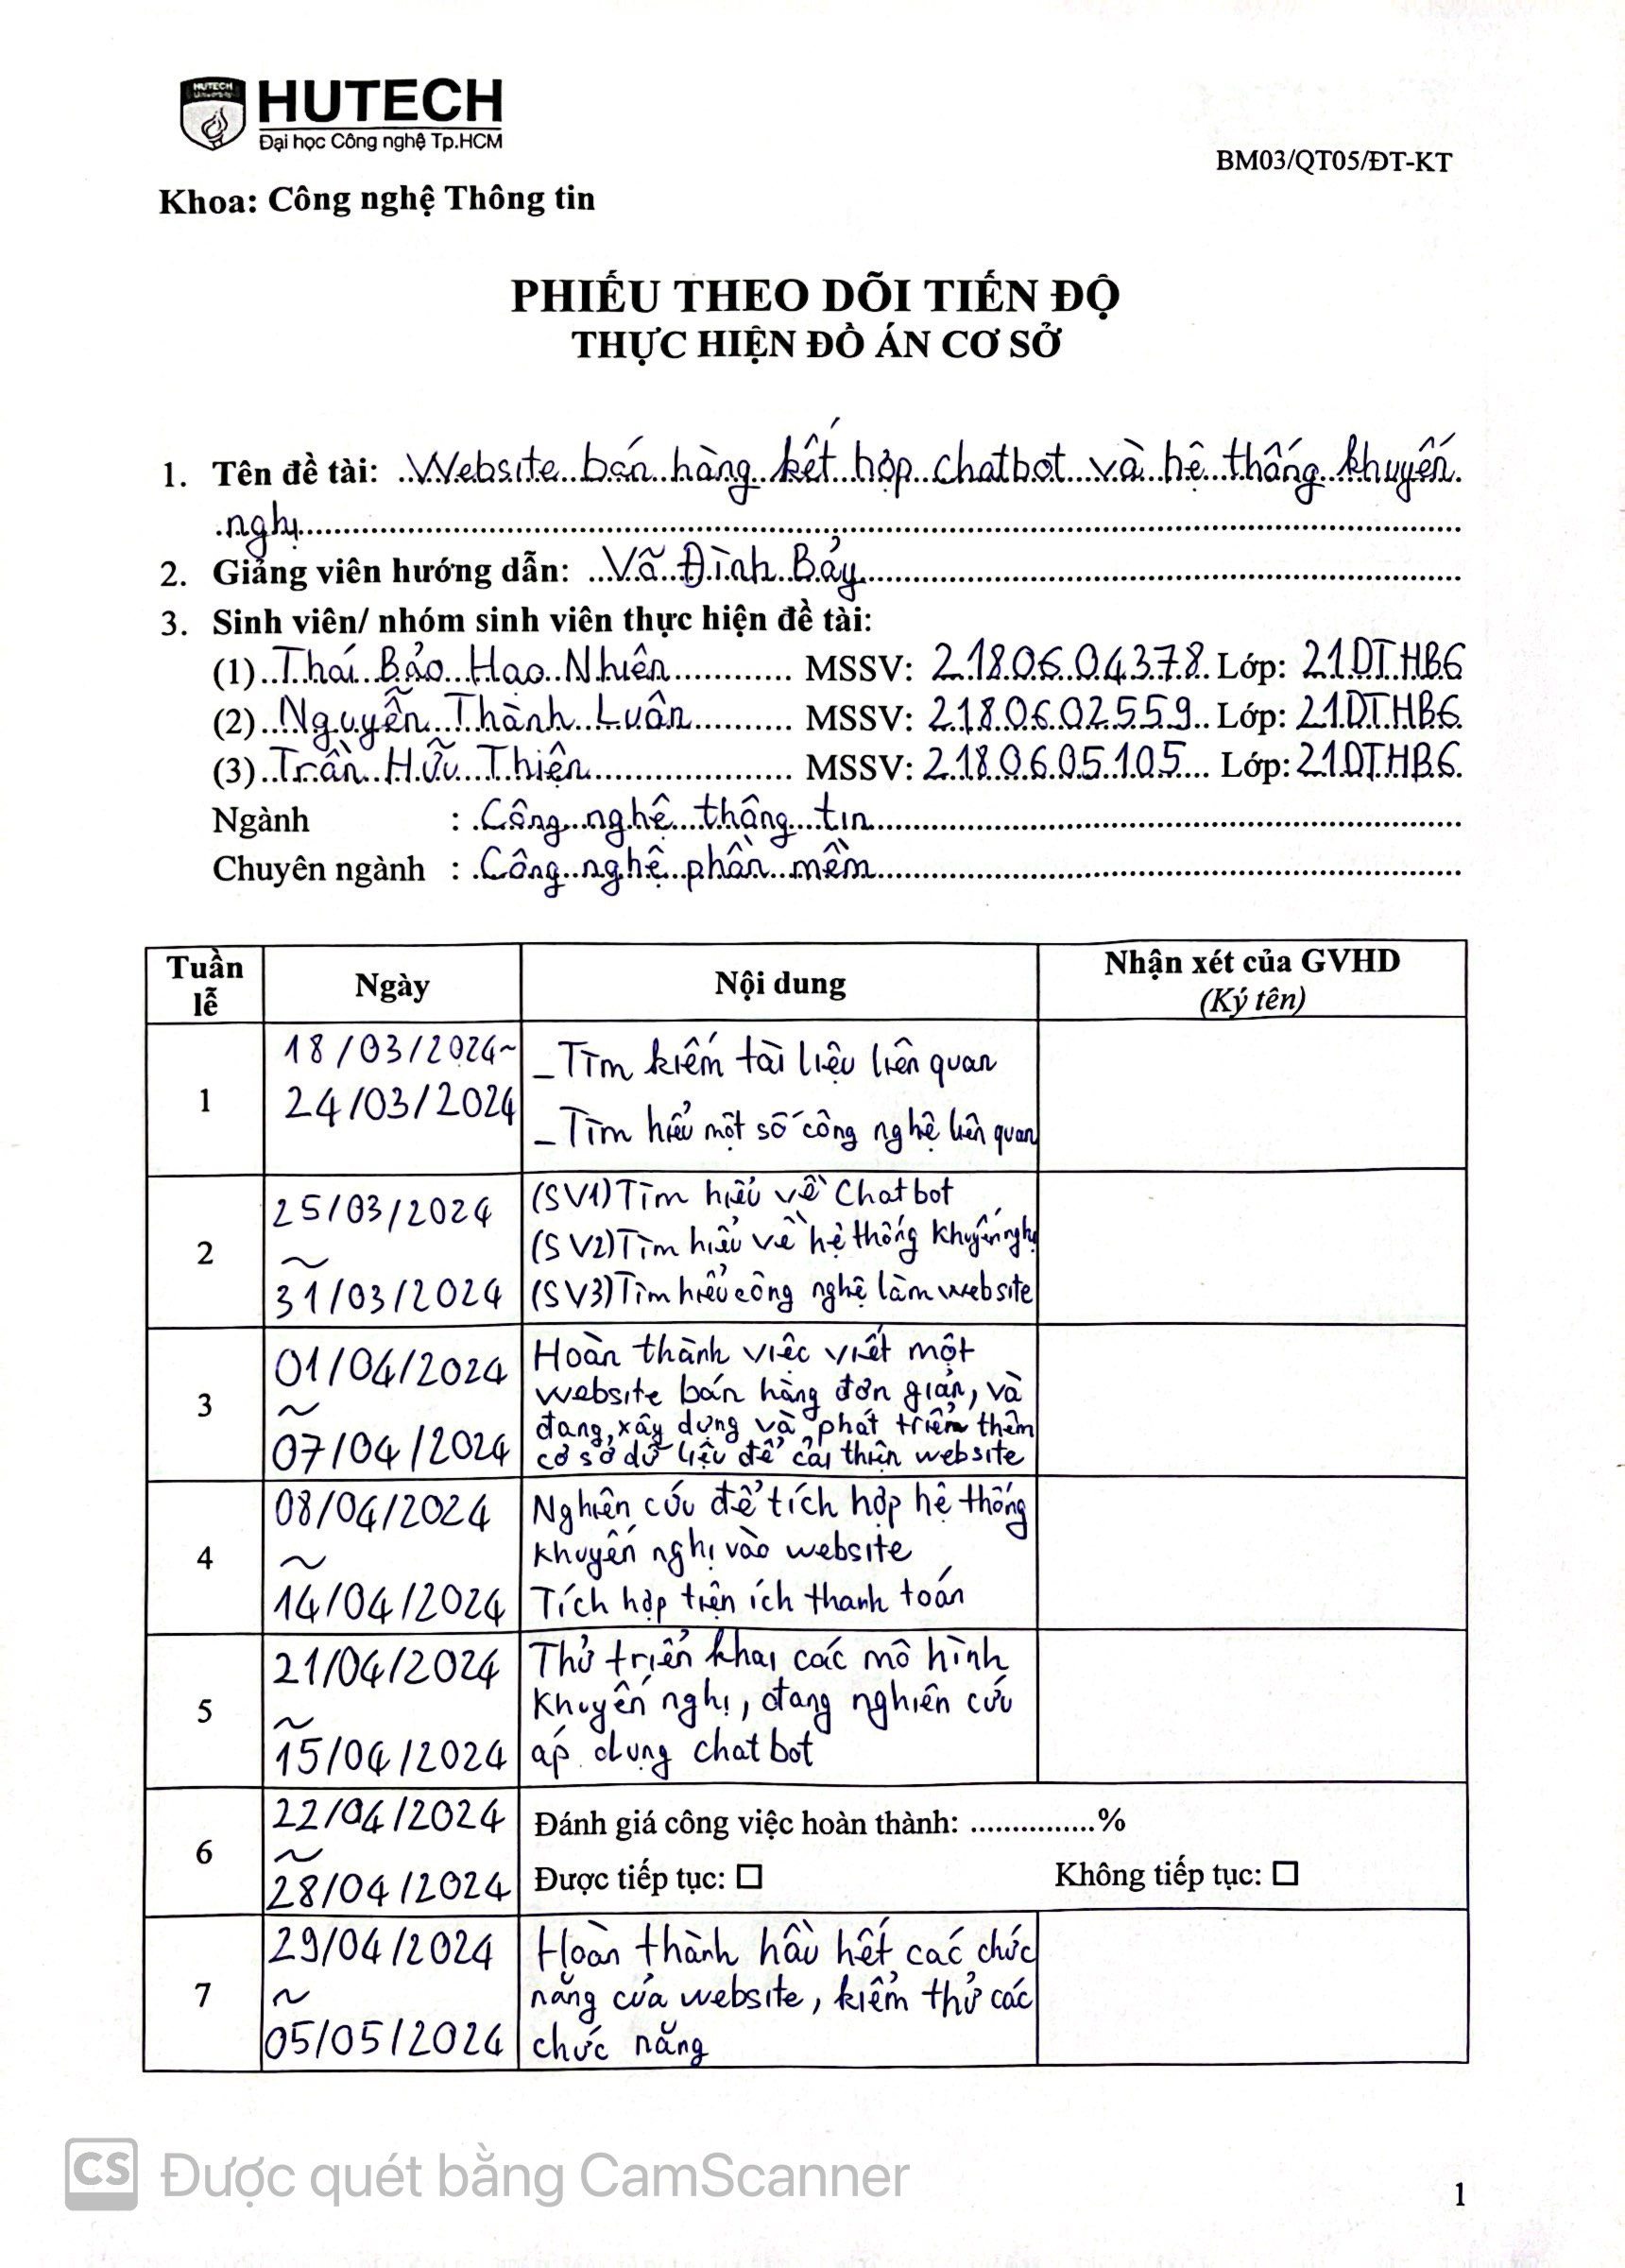 HUTECH
University
HUTECH
Đại học Công nghệ Tp.HCM
BM03/QT05/ĐT-KT
Khoa: Công nghệ Thông tin
PHIẾU THEO DÕI TIẾN ĐỘ
THỰC HIỆN ĐỒ ÁN CƠ SỞ
1. Tên đề tài: Website bán hàng kết hợp chatbot và hệ thống khuyến
nghị
2. Giảng viên hướng dẫn: Võ Đình Bảy
3. Sinh viên/ nhóm sinh viên thực hiện đề tài:
(1) Thái Bảo Hạo Nhiên MSSV: 2180604378 Lớp: 21DTHB6
(2) Nguyễn Thành Luân MSSV: 2180602559 Lớp: 21DTHB6
(3) Trần Hữu Thiện MSSV: 2180605105 Lớp: 21DTHB6
Ngành : Công nghệ thông tin
Chuyên ngành : Công nghệ phần mềm
Tuần lễ
Ngày
Nội dung
Nhận xét của GVHD
(Ký tên)
1
18/03/2024~
24/03/2024
– Tìm kiếm tài liệu liên quan
– Tìm hiểu một số công nghệ liên quan
2
25/03/2024
~
31/03/2024
(SV1) Tìm hiểu về Chatbot
(SV2) Tìm hiểu về hệ thống khuyến nghị
(SV3) Tìm hiểu công nghệ làm website
3
01/04/2024
~
07/04/2024
Hoàn thành việc viết một
website bán hàng đơn giản, và
đang xây dựng và phát triển thêm
cơ sở dữ liệu để cải thiện website
4
08/04/2024
~
14/04/2024
Nghiên cứu để tích hợp hệ thống
khuyến nghị vào website
Tích hợp tiện ích thanh toán
5
21/04/2024
~
15/04/2024
Thử triển khai các mô hình
khuyến nghị, đang nghiên cứu
áp dụng chatbot
6
22/04/2024
~
28/04/2024
Đánh giá công việc hoàn thành: ...............%
Được tiếp tục: ☐ Không tiếp tục: ☐
7
29/04/2024
~
05/05/2024
Hoàn thành hầu hết các chức
năng của website, kiểm thử các
chức năng
CS Được quét bằng CamScanner
1